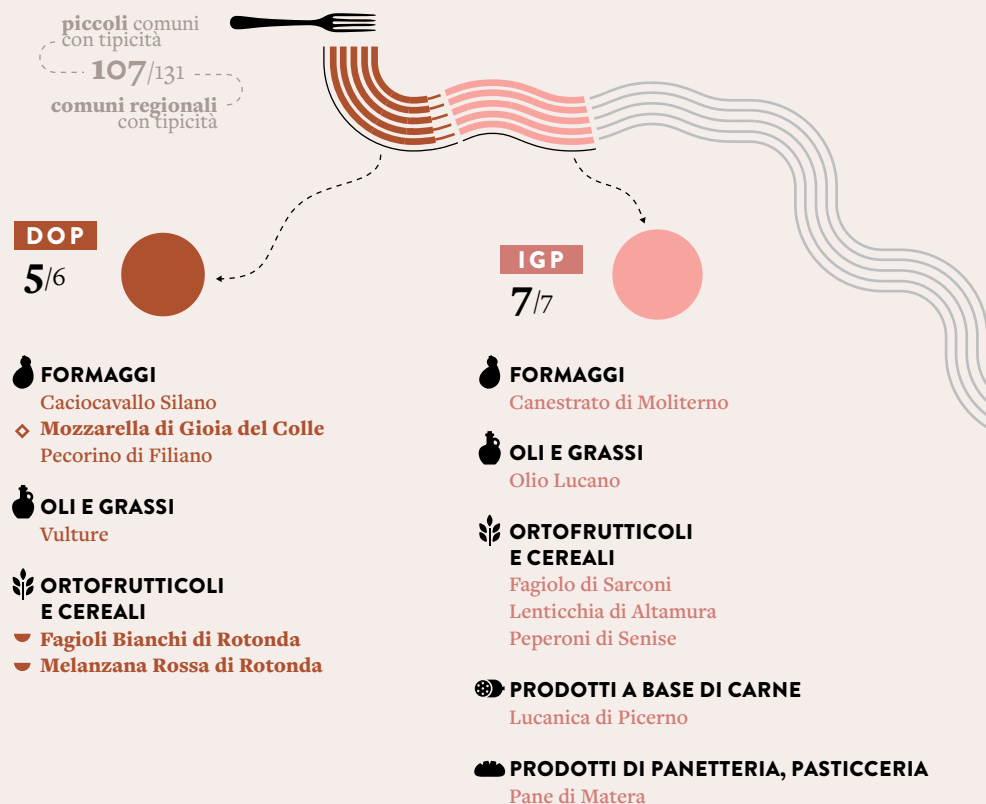 piccoli comuni
con tipicità
107/131
comuni regionali
con tipicità
DOP
5/6
FORMAGGI
Caciocavallo Silano
Mozzarella di Gioia del Colle
Pecorino di Filiano
OLI E GRASSI
Vulture
ORTOFRUTTICOLI
E CEREALI
Fagioli Bianchi di Rotonda
Melanzana Rossa di Rotonda
IGP
7/7
FORMAGGI
Canestrato di Moliterno
OLI E GRASSI
Olio Lucano
ORTOFRUTTICOLI
E CEREALI
Fagiolo di Sarconi
Lenticchia di Altamura
Peperoni di Senise
PRODOTTI A BASE DI CARNE
Lucanica di Picerno
PRODOTTI DI PANETTERIA, PASTICCERIA
Pane di Matera